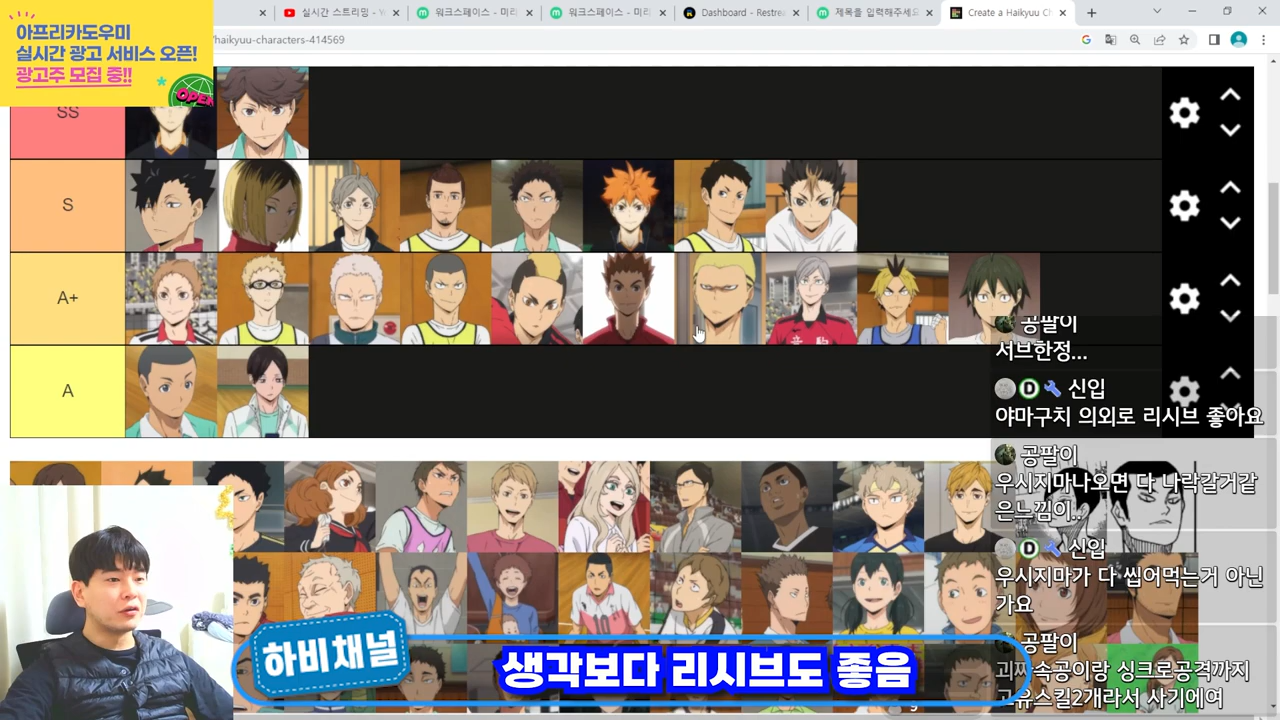 아프리카도우미
실시간 광고 서비스 오픈!
광고주 모집 중!!
OPEN
실시간 스트리밍 - Y
워크스페이스 - 미리
워크스페이스 - 미리
Dashboard - Restre
제목을 입력해주세요
Create a Haikyuu Ch
/haikyuu-characters-414569
SS
S
A+
A
공팔이
서브한정...
D 신입
야마구치 의외로 리시브 좋아요
공팔이
우시지마나오면 다 나락갈거같
은느낌이..
D 신입
우시지마가 다 씹어먹는거 아닌
가요
공팔이
괴짜속공이랑 싱크로공격까지
고유스킬2개라서 사기에여
하비채널
생각보다 리시브도 좋음